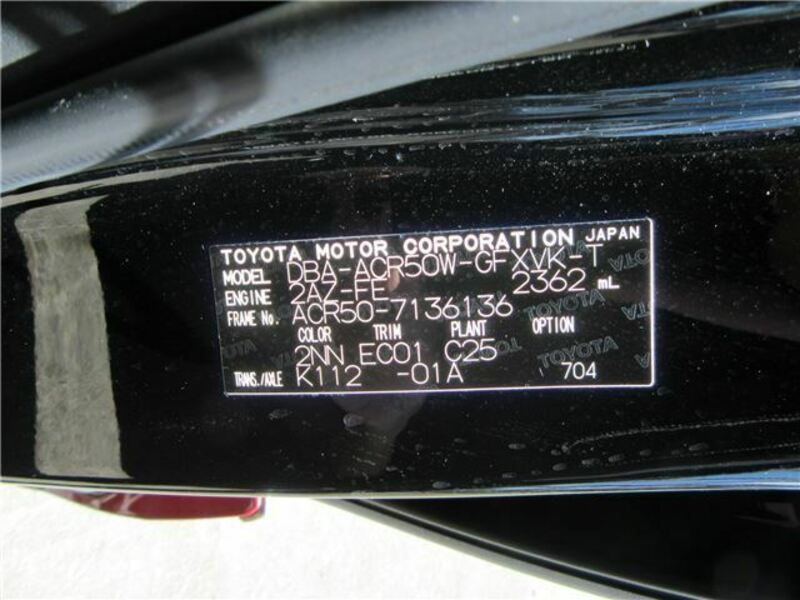 TOYOTA MOTOR CORPORATION JAPAN
MODEL DBA-ACR50W-GFXVK-T
ENGINE 2AZ-FE 2362 mL
FRAME No. ACR50-7136136
COLOR TRIM PLANT OPTION
2NN EC01 C25
TRANS./AXLE K112 -01A 704